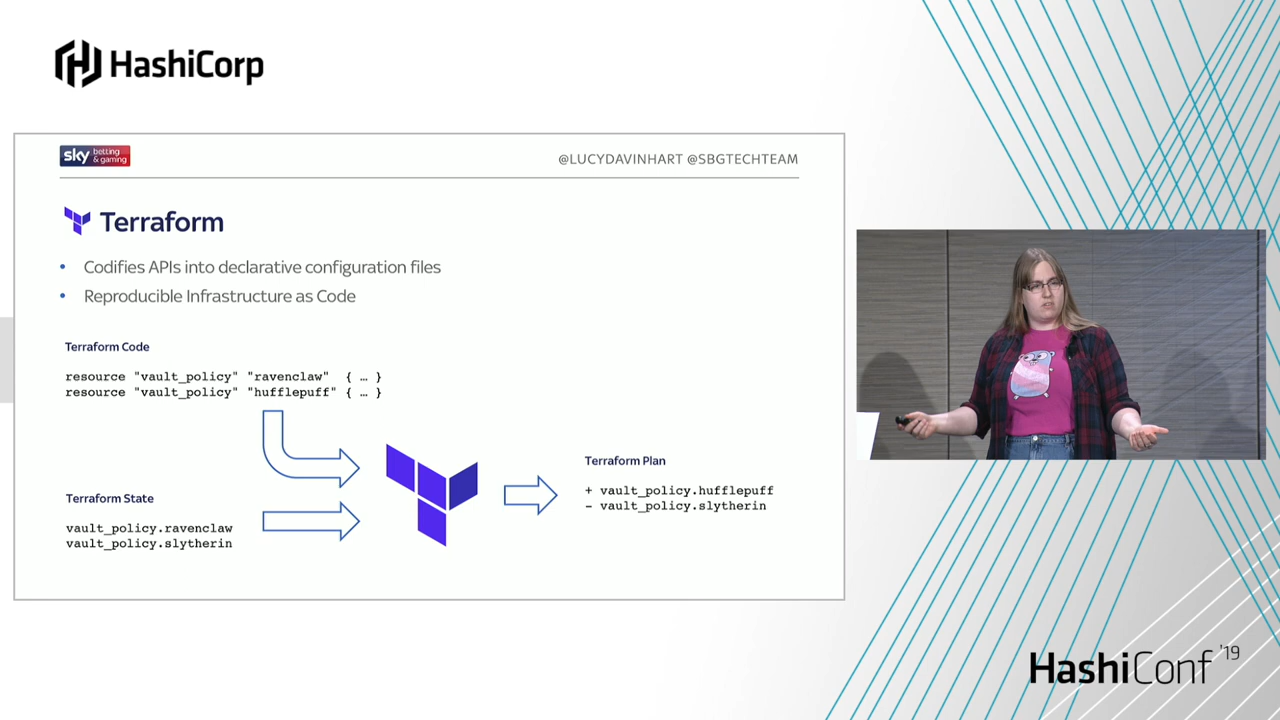 HashiCorp
sky betting & gaming
@LUCYDAVINHART @SBGTECHTEAM
Terraform
• Codifies APIs into declarative configuration files
• Reproducible Infrastructure as Code
Terraform Code
resource "vault_policy" "ravenclaw"  { … }
resource "vault_policy" "hufflepuff" { … }
Terraform State
vault_policy.ravenclaw
vault_policy.slytherin
Terraform Plan
+ vault_policy.hufflepuff
- vault_policy.slytherin
HashiConf '19